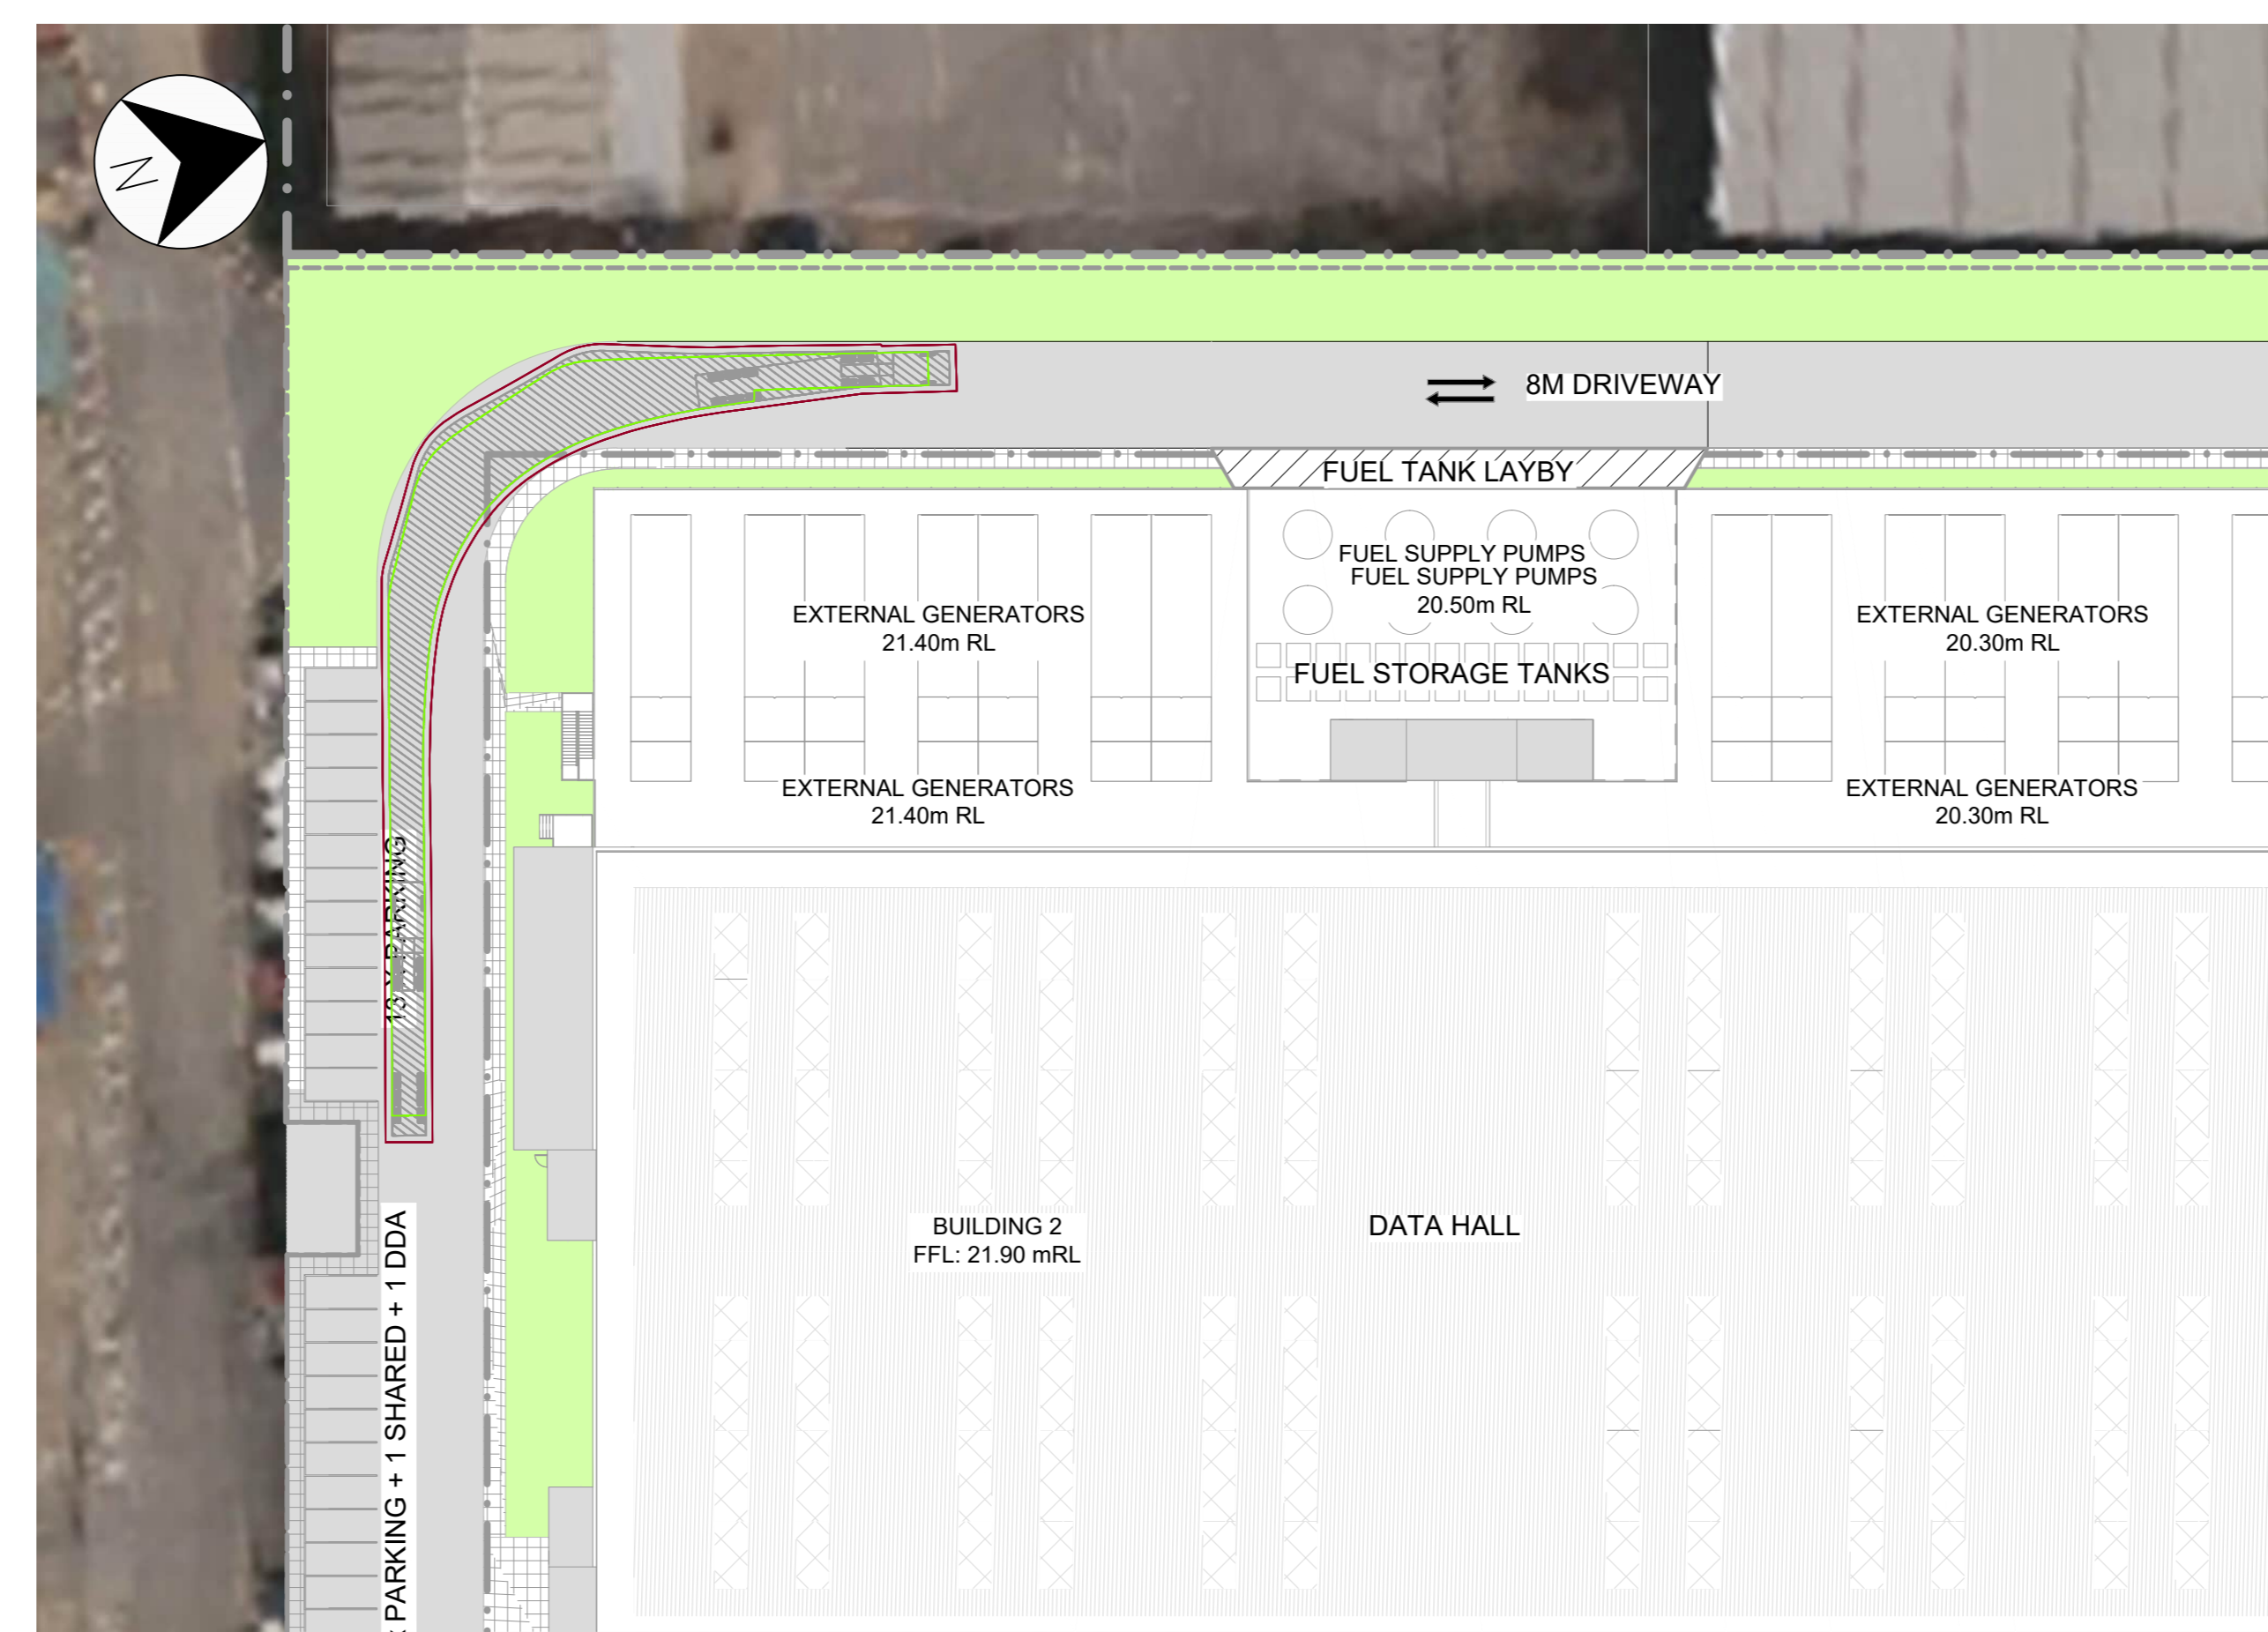 N
8M DRIVEWAY
FUEL TANK LAYBY
FUEL SUPPLY PUMPS
FUEL SUPPLY PUMPS
20.50m RL
EXTERNAL GENERATORS
21.40m RL
EXTERNAL GENERATORS
20.30m RL
FUEL STORAGE TANKS
EXTERNAL GENERATORS
21.40m RL
EXTERNAL GENERATORS
20.30m RL
PARKING
BUILDING 2
FFL: 21.90 mRL
DATA HALL
PARKING + 1 SHARED + 1 DDA